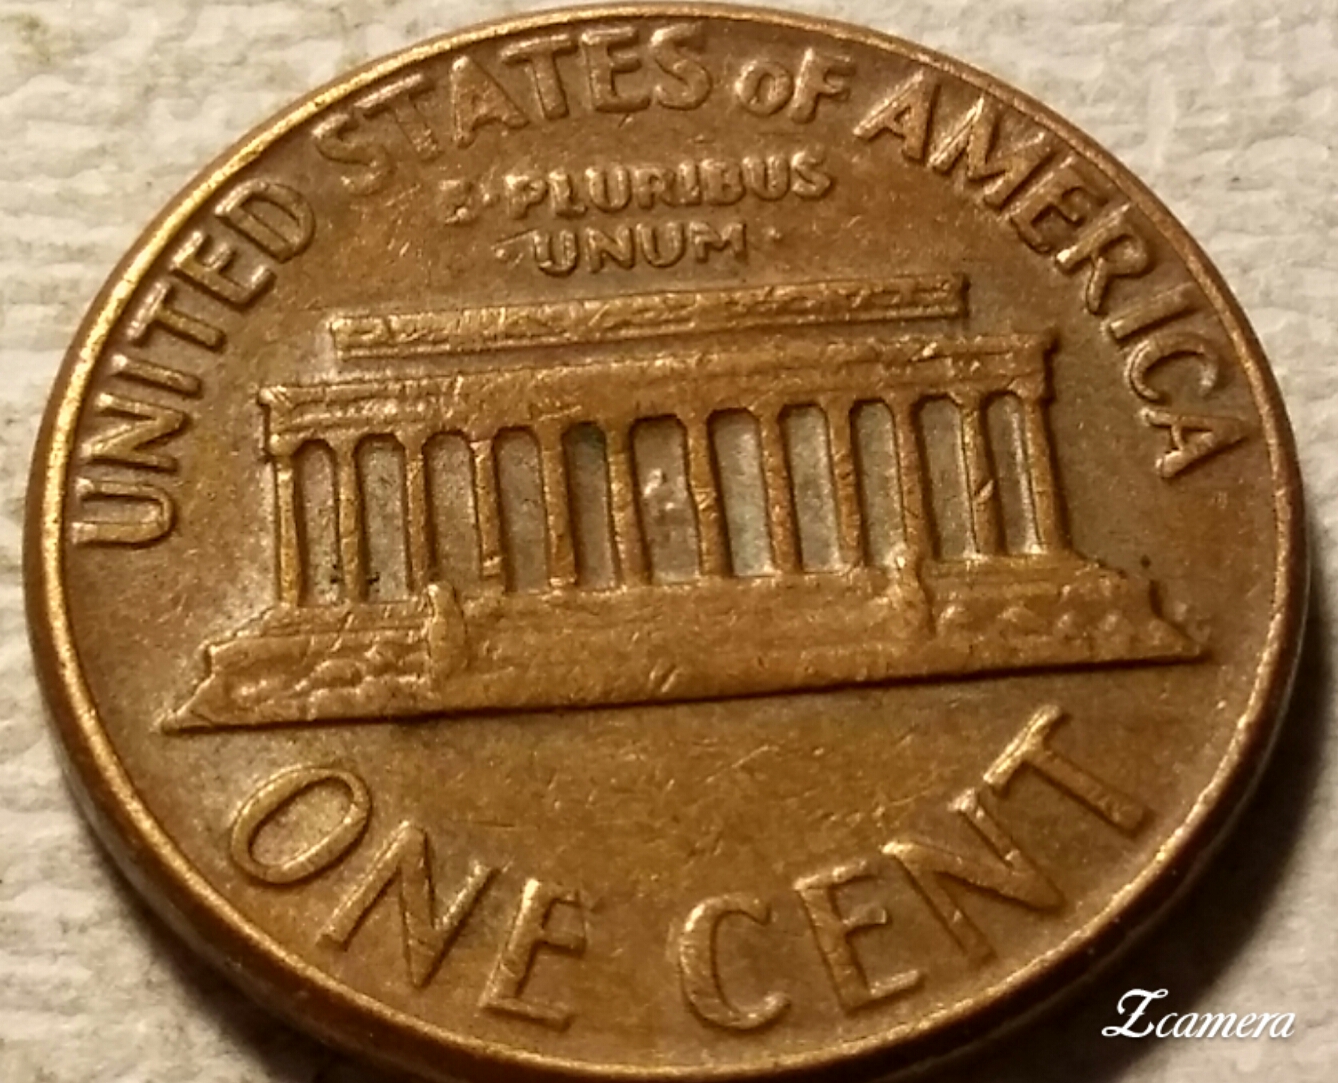 UNITED STATES OF AMERICA
E·PLURIBUS
·UNUM·
ONE CENT
Zcamera